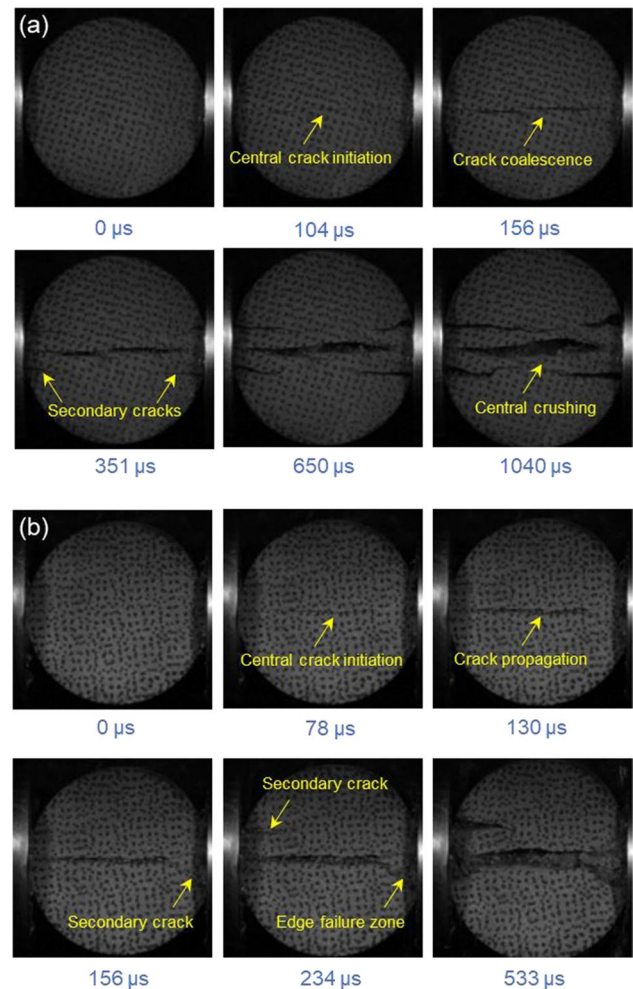 (a)
Central crack initiation
Crack coalescence
0 µs
104 µs
156 µs
Secondary cracks
Central crushing
351 µs
650 µs
1040 µs
(b)
Central crack initiation
Crack propagation
0 µs
78 µs
130 µs
Secondary crack
Secondary crack
Edge failure zone
156 µs
234 µs
533 µs